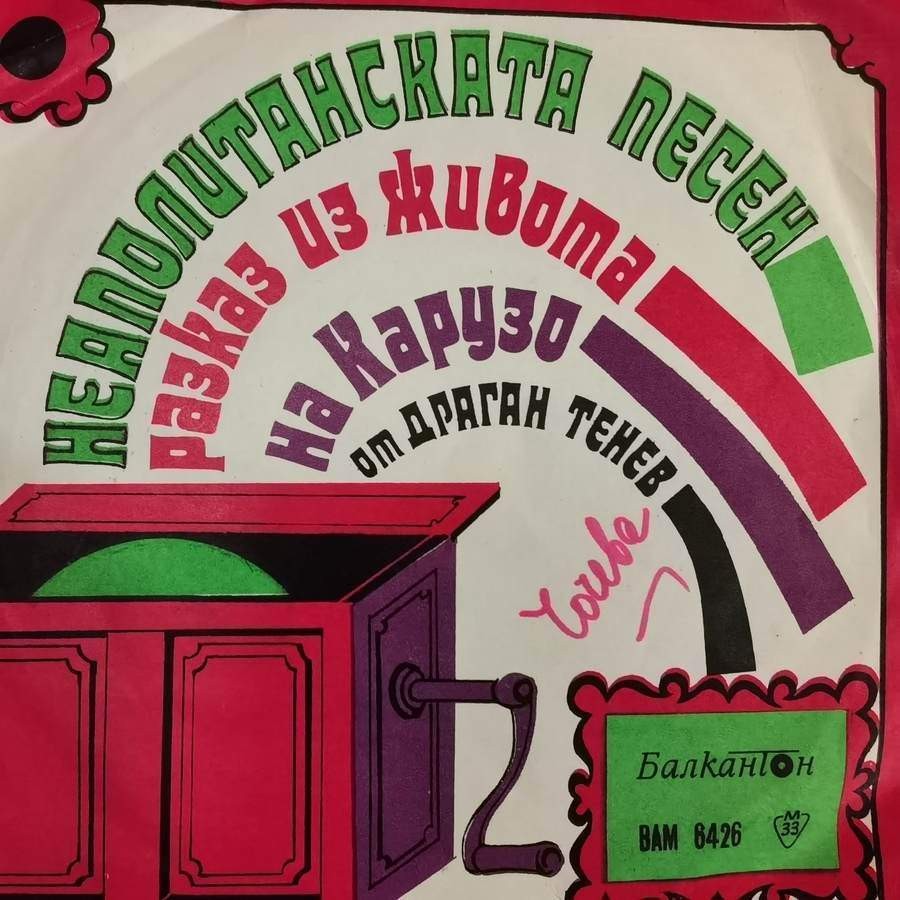 НЕАПОЛИТАНСКАТА ПЕСЕН
разказ из живота
на Карузо
от ДРАГАН ТЕНЕВ
Балкантон
ВАМ 6426
М
33